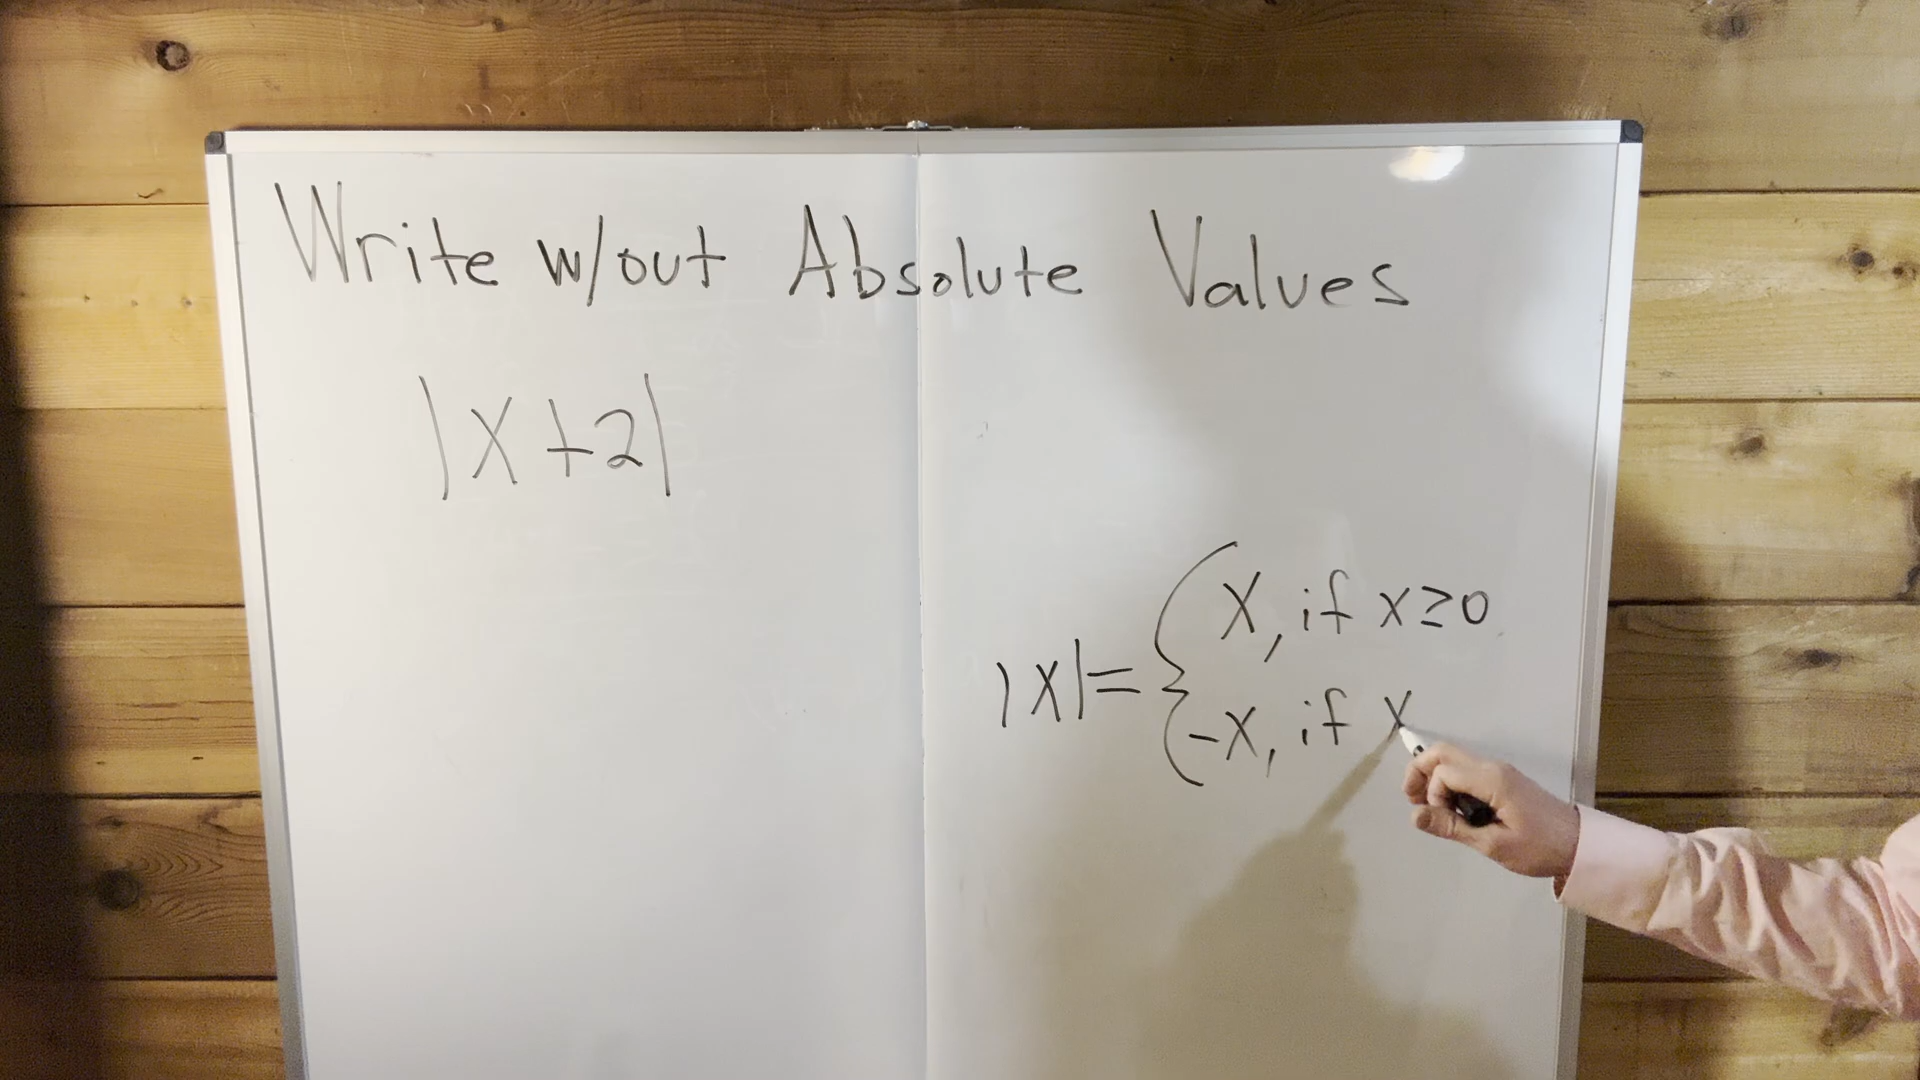 Write w/out Absolute Values
|x+2|
x, if x≥0
|x|={
-x, if x